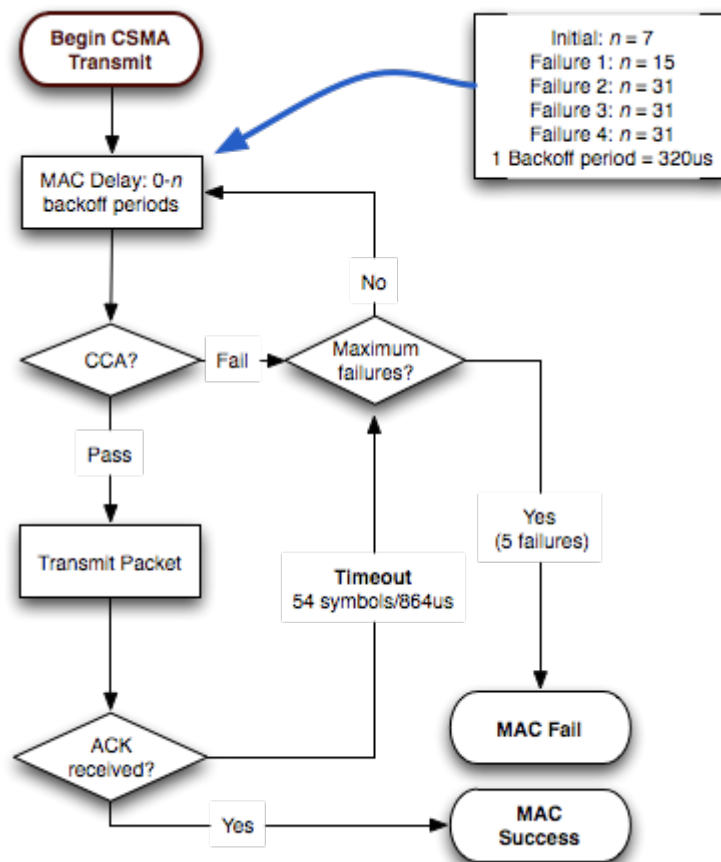 Begin CSMA
Transmit
Initial: n = 7
Failure 1: n = 15
Failure 2: n = 31
Failure 3: n = 31
Failure 4: n = 31
1 Backoff period = 320us
MAC Delay: 0-n
backoff periods
No
CCA?
Fail
Maximum
failures?
Pass
Yes
(5 failures)
Transmit Packet
Timeout
54 symbols/864us
ACK
received?
MAC Fail
Yes
MAC
Success